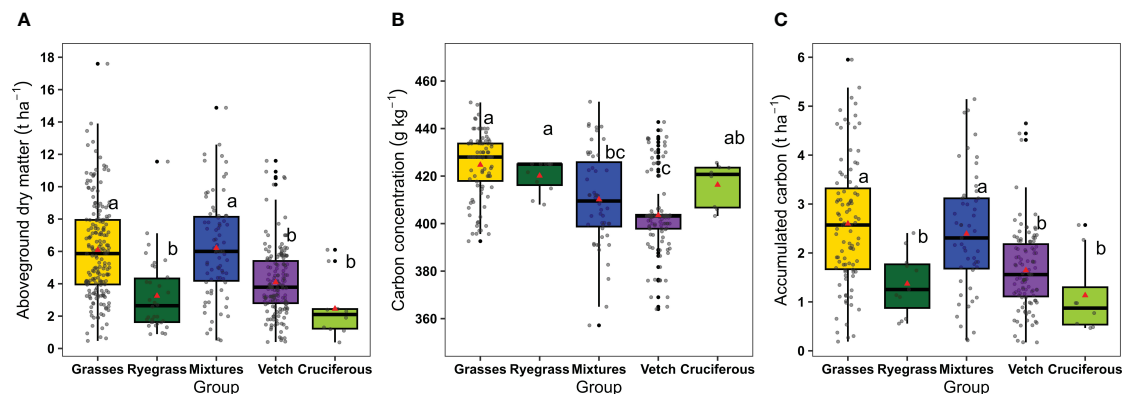 A
B
C
Aboveground dry matter (t ha⁻¹)
18
16
14
12
10
8
6
4
2
0
a
b
a
b
b
Grasses Ryegrass Mixtures Vetch Cruciferous
Group
Carbon concentration (g kg⁻¹)
460
440
420
400
380
360
a
a
bc
c
ab
Grasses Ryegrass Mixtures Vetch Cruciferous
Group
Accumulated carbon (t ha⁻¹)
6
5
4
3
2
1
0
a
b
a
b
b
Grasses Ryegrass Mixtures Vetch Cruciferous
Group